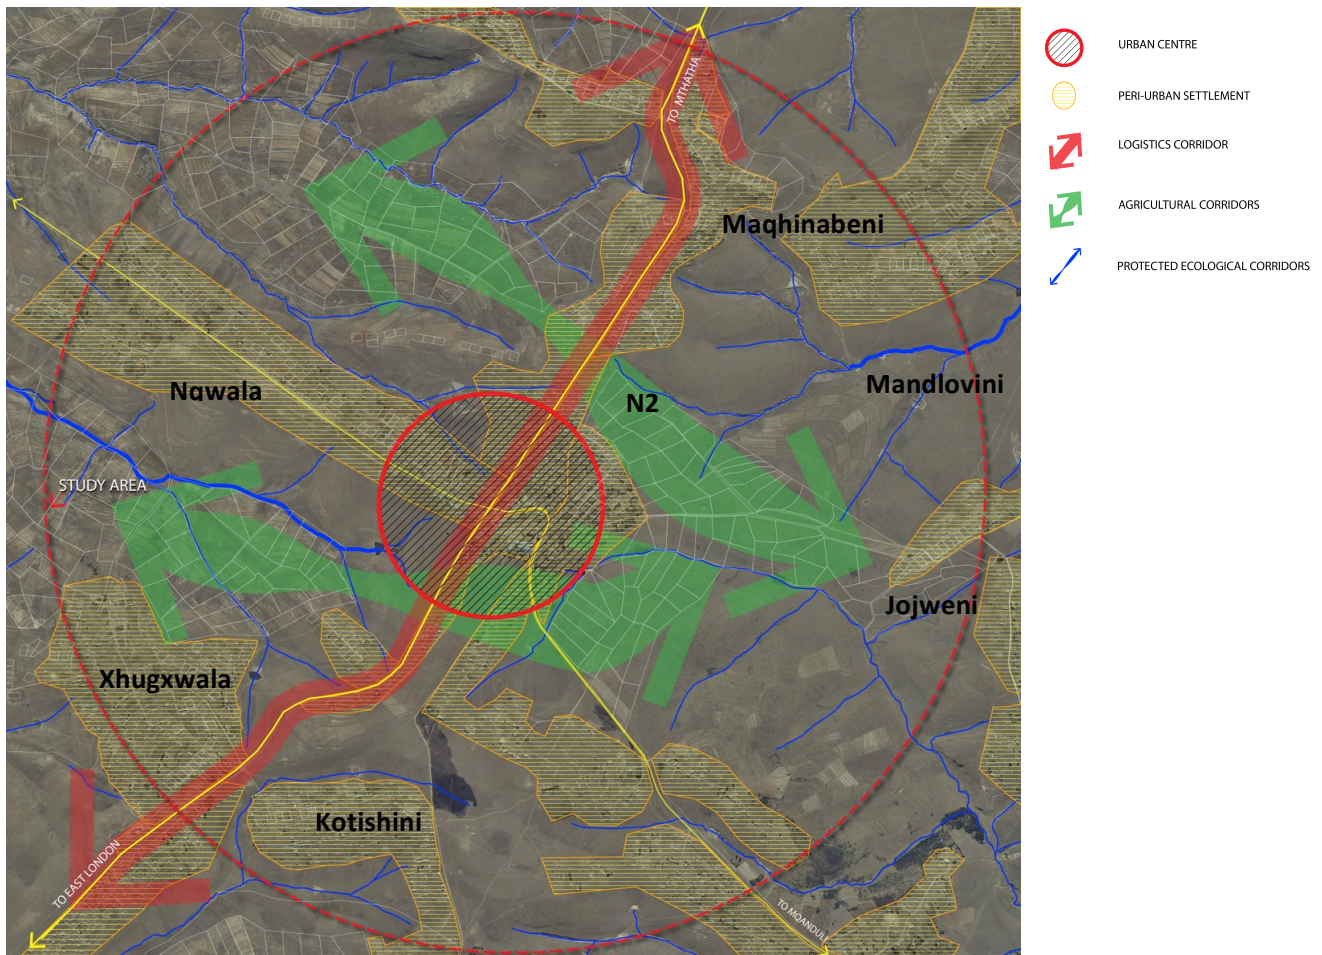 TO MTHATHA
Maqhinabeni
Nqwala
N2
Mandlovini
STUDY AREA
Jojweni
Xhugxwala
Kotishini
TO EAST LONDON
TO MQANDULI
URBAN CENTRE
PERI-URBAN SETTLEMENT
LOGISTICS CORRIDOR
AGRICULTURAL CORRIDORS
PROTECTED ECOLOGICAL CORRIDORS